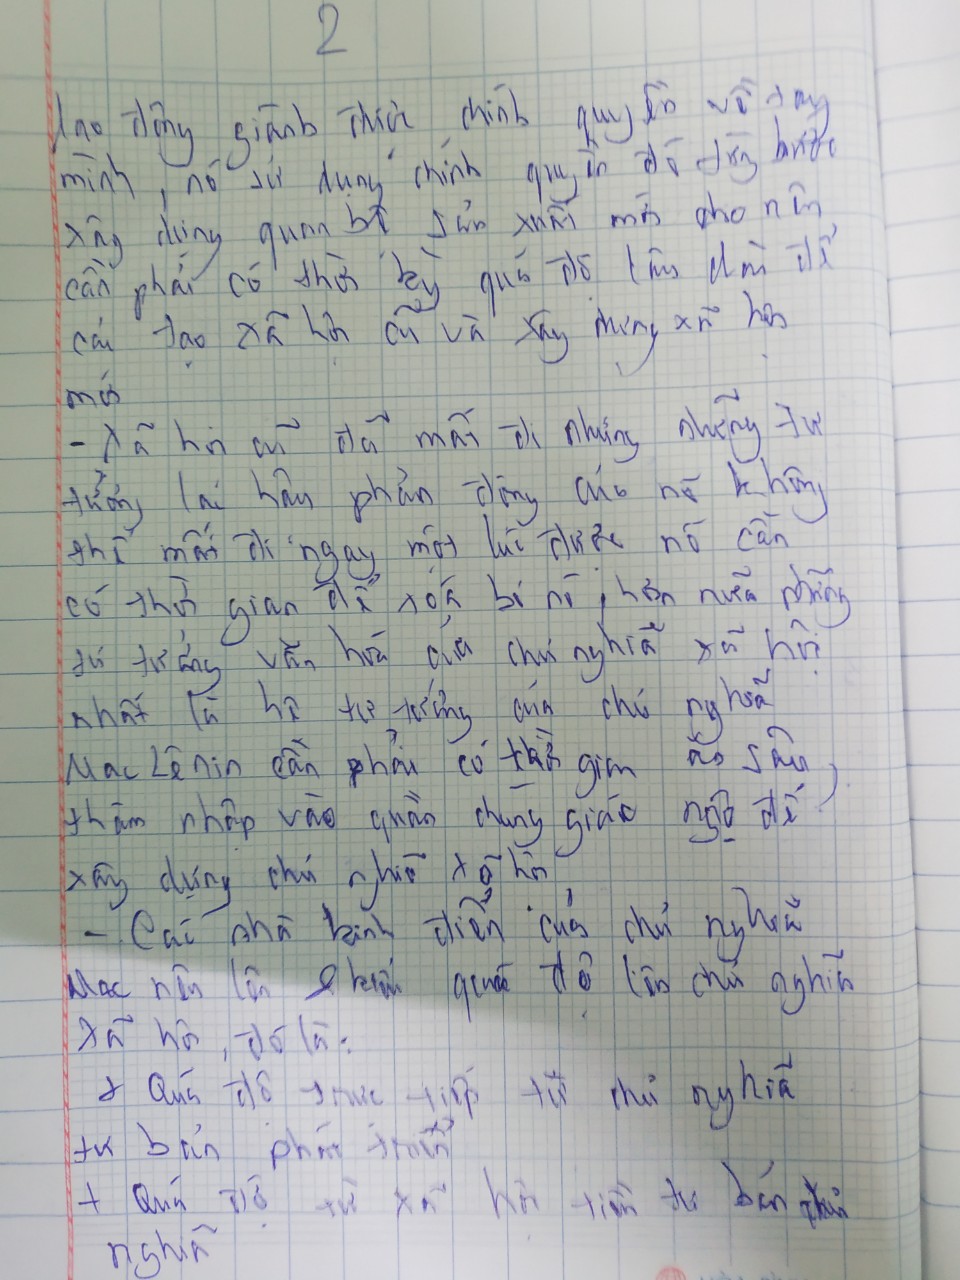 2
lao động giành được chính quyền về tay
mình, nó sử dụng chính quyền đó từng bước
xây dựng quan hệ sản xuất mới cho nên
cần phải có thời kỳ quá độ lâu dài để
cải tạo xã hội cũ và xây dựng xã hội
mới
- Xã hội cũ đã mất đi nhưng những tư
tưởng lạc hậu phản động của nó không
thể mất đi ngay một lúc được nó cần
có thời gian để xóa bỏ nó, hơn nữa những
tư tưởng văn hóa của chủ nghĩa xã hội
nhất là hệ tư tưởng của chủ nghĩa
Mac Lênin cần phải có thời gian ăn sâu,
thâm nhập vào quần chúng giác ngộ để
xây dựng chủ nghĩa xã hội
- Các nhà kinh điển của chủ nghĩa
Mac nêu lên 2 kiểu quá độ lên chủ nghĩa
xã hội, đó là:
+ Quá độ trực tiếp từ chủ nghĩa
tư bản phát triển
+ Quá độ từ xã hội tiền tư bản chủ
nghĩa